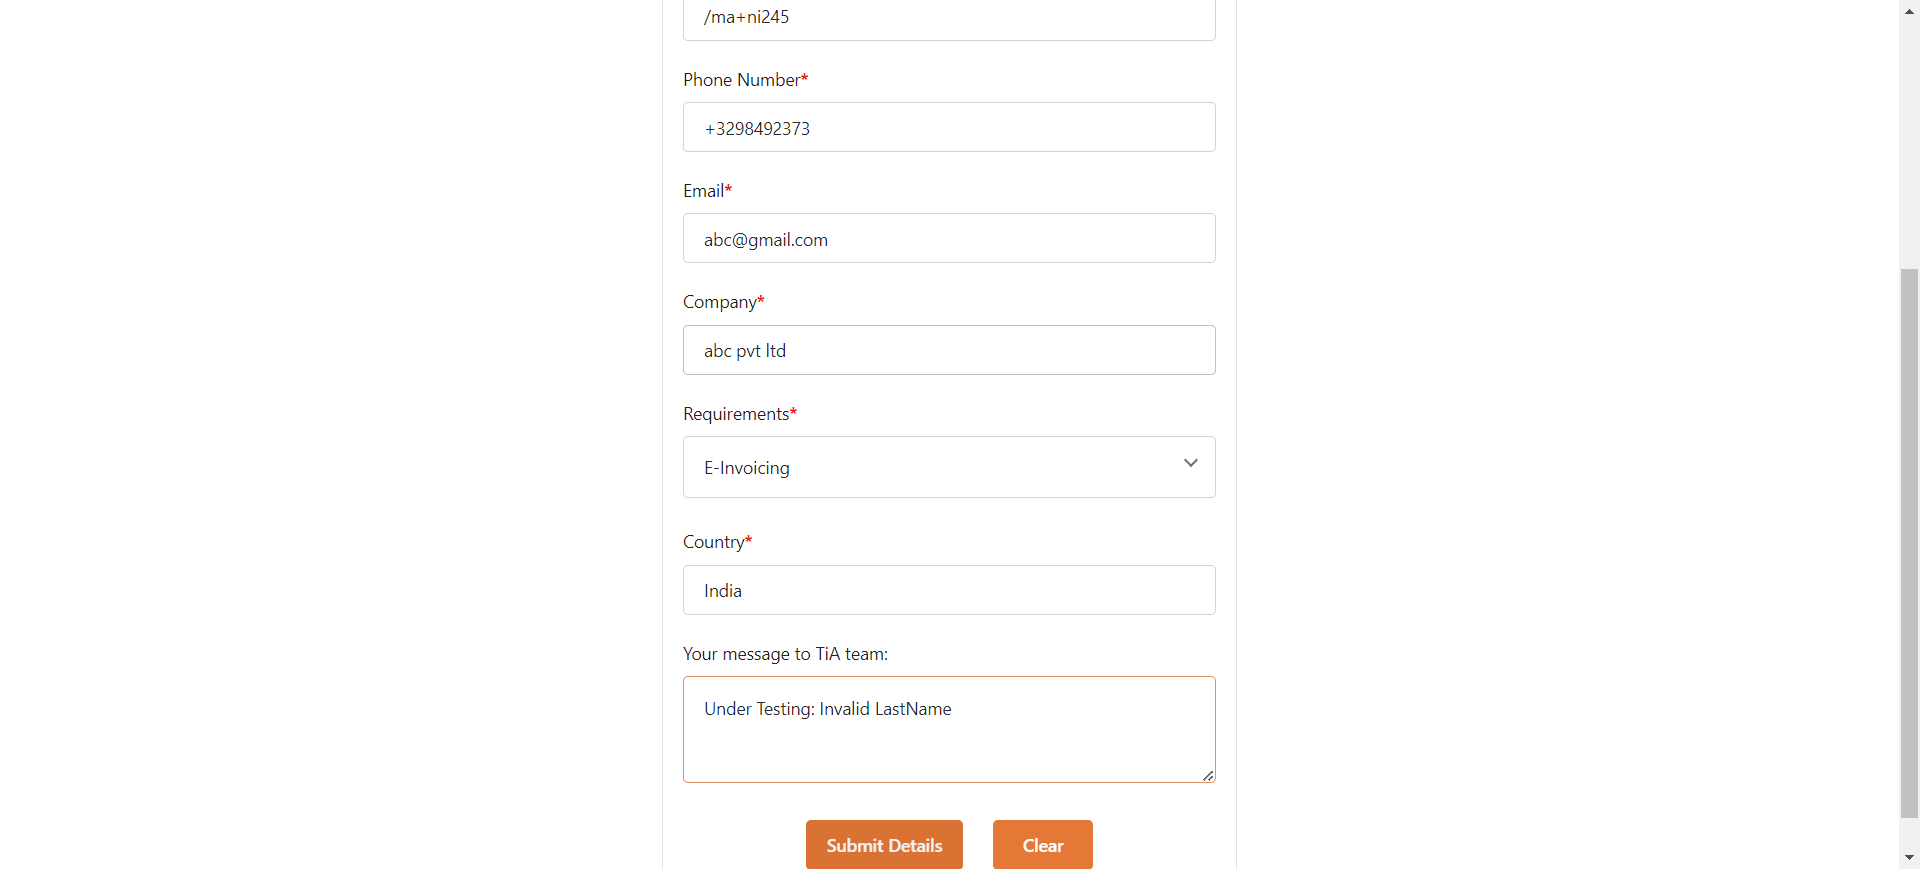 /ma+ni245
Phone Number*
+3298492373
Email*
abc@gmail.com
Company*
abc pvt ltd
Requirements*
E-Invoicing
Country*
India
Your message to TiA team:
Under Testing: Invalid LastName
Submit Details
Clear